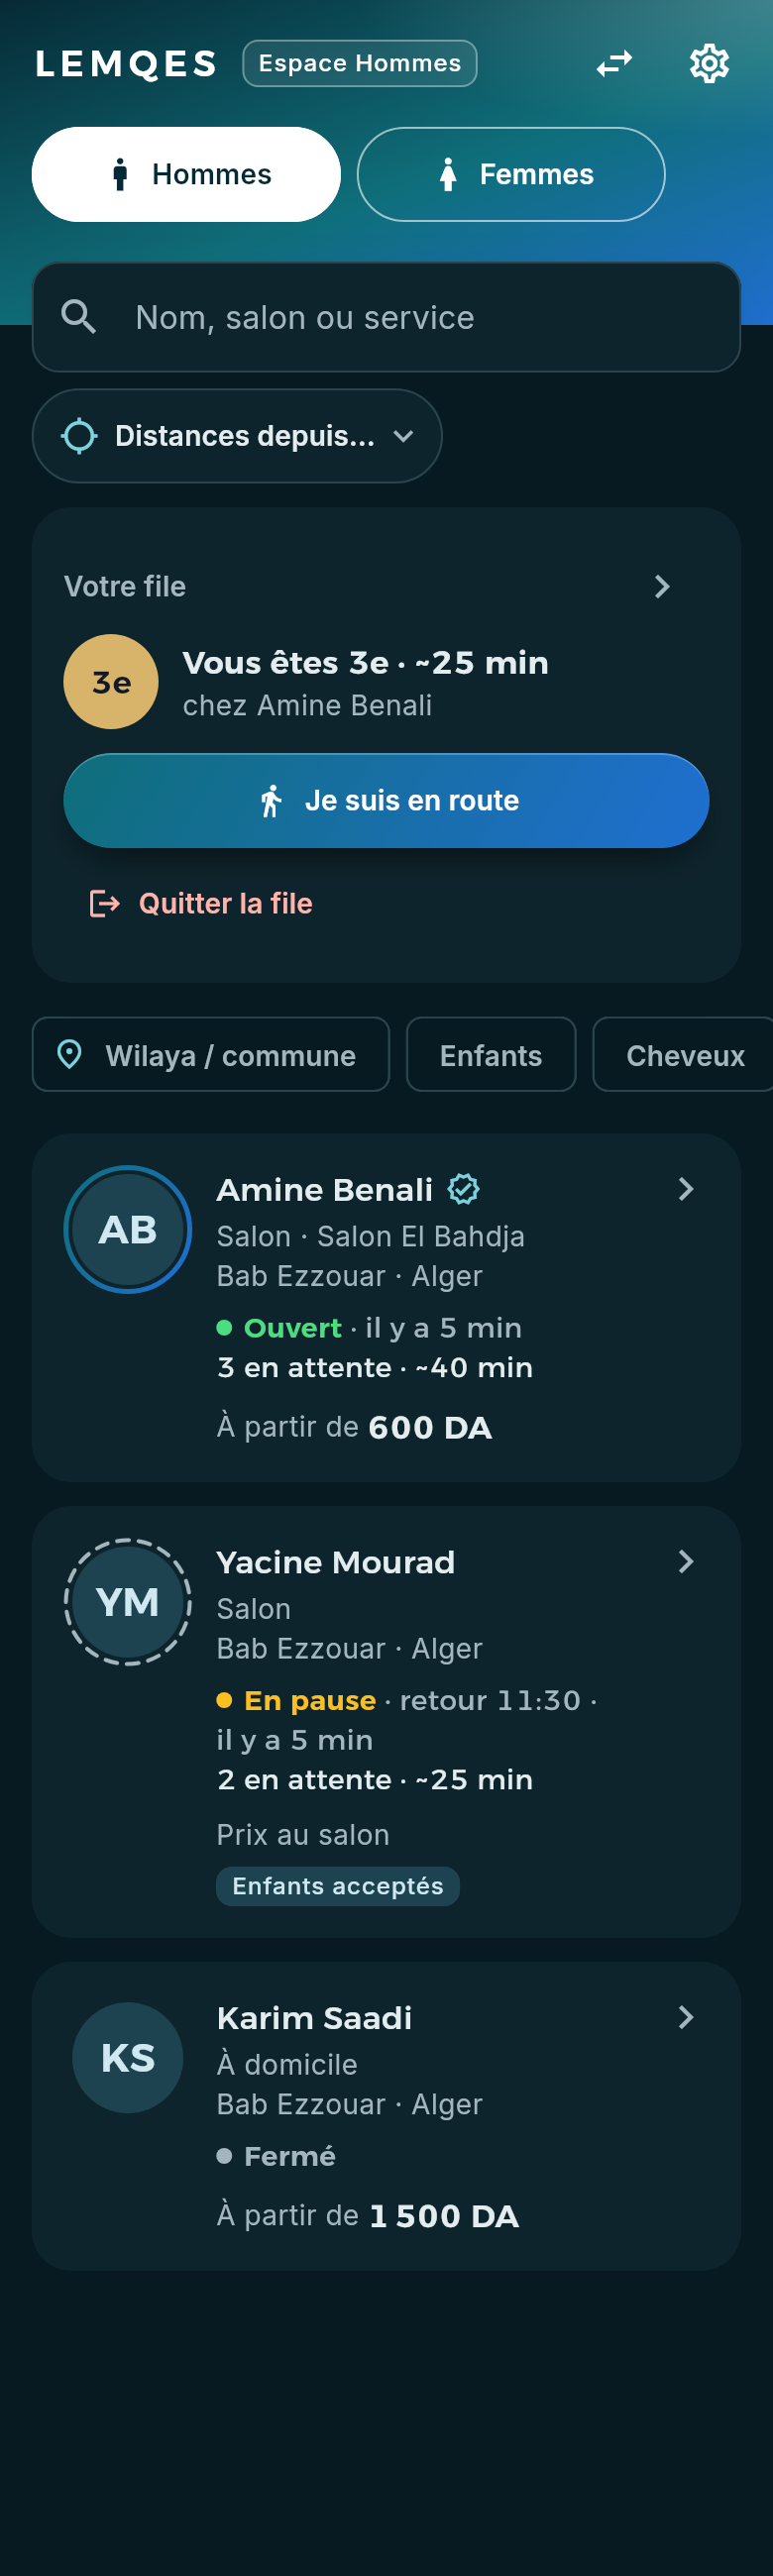 LEMQES
Espace Hommes
Hommes
Femmes
Nom, salon ou service
Distances depuis...
Votre file
3e
Vous êtes 3e · ~25 min
chez Amine Benali
Je suis en route
Quitter la file
Wilaya / commune
Enfants
Cheveux
AB
Amine Benali
Salon · Salon El Bahdja
Bab Ezzouar · Alger
Ouvert · il y a 5 min
3 en attente · ~40 min
À partir de 600 DA
YM
Yacine Mourad
Salon
Bab Ezzouar · Alger
En pause · retour 11:30 ·
il y a 5 min
2 en attente · ~25 min
Prix au salon
Enfants acceptés
KS
Karim Saadi
À domicile
Bab Ezzouar · Alger
Fermé
À partir de 1 500 DA